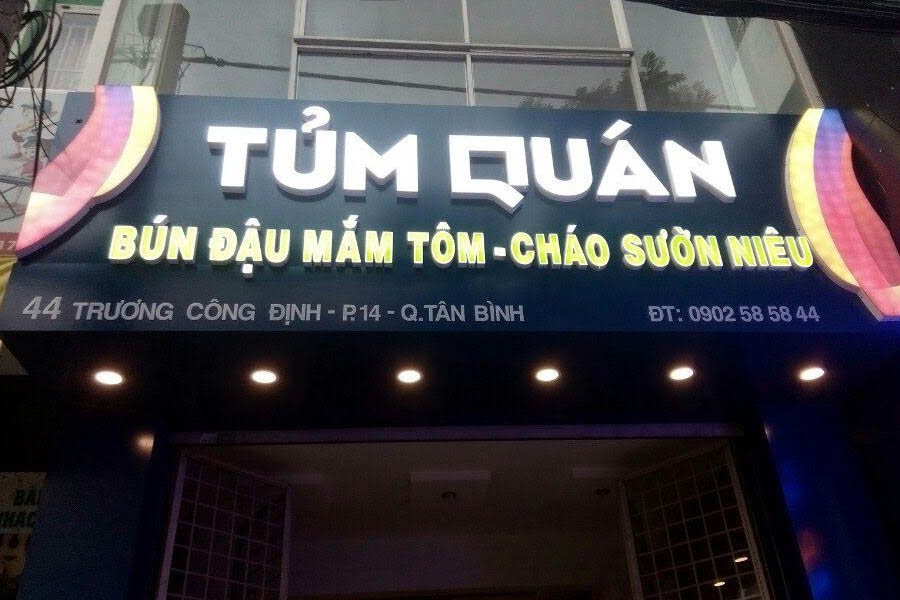 TỦM QUÁN
BÚN ĐẬU MẮM TÔM - CHÁO SƯỜN NIÊU
44 TRƯƠNG CÔNG ĐỊNH - P.14 - Q.TÂN BÌNH ĐT: 0902 58 58 44